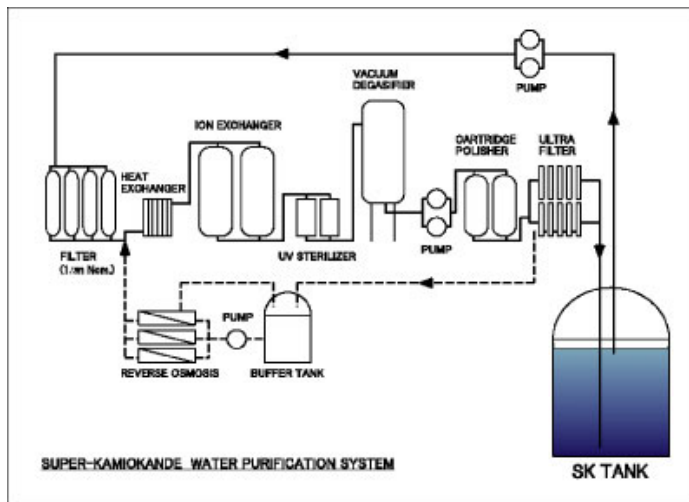 VACUUM
DEGASIFIER
PUMP
ION EXCHANGER
CARTRIDGE
POLISHER
ULTRA
FILTER
HEAT
EXCHANGER
FILTER
UV STERILIZER
PUMP
PUMP
REVERSE OSMOSIS
BUFFER TANK
SUPER-KAMIOKANDE WATER PURIFICATION SYSTEM
SK TANK